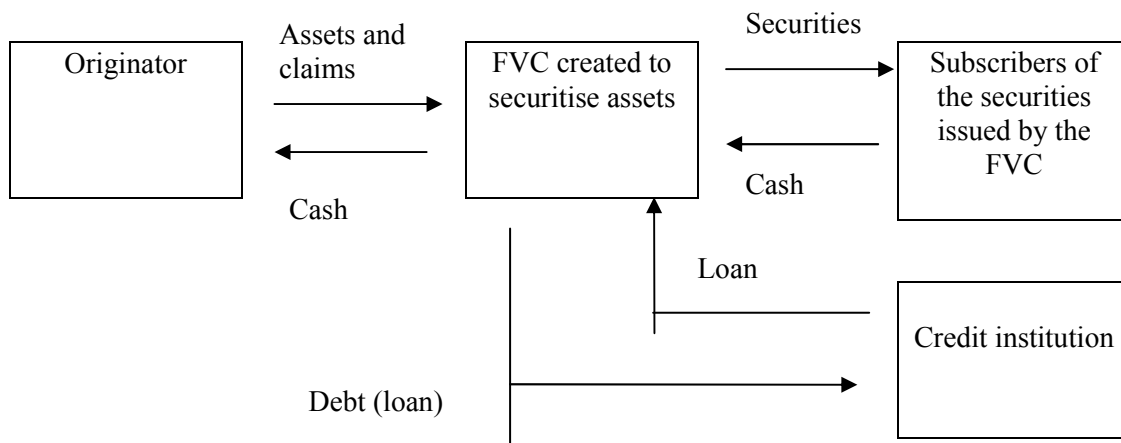 Originator
Assets and
claims
Cash
FVC created to
securitise assets
Securities
Cash
Subscribers of
the securities
issued by the
FVC
Loan
Credit institution
Debt (loan)